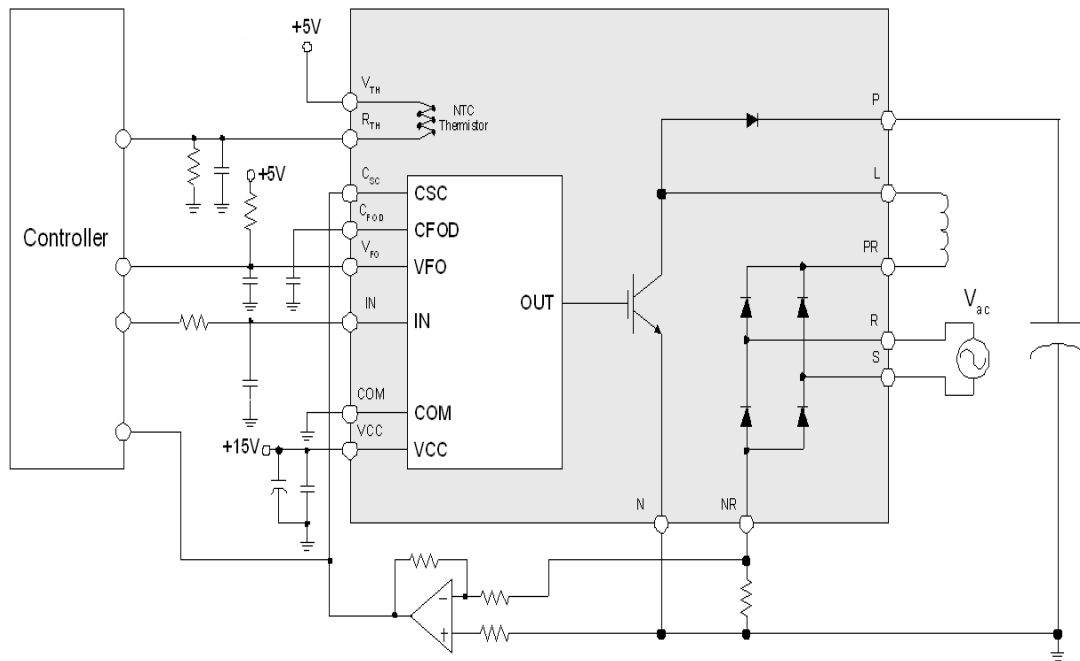 +5V
V_TH
R_TH
NTC
Thermistor
P
L
PR
R
S
V_ac
+5V
C_SC
C_FOD
V_FO
IN
COM
VCC
CSC
CFOD
VFO
IN
COM
VCC
OUT
Controller
+15V
N
NR
−
+